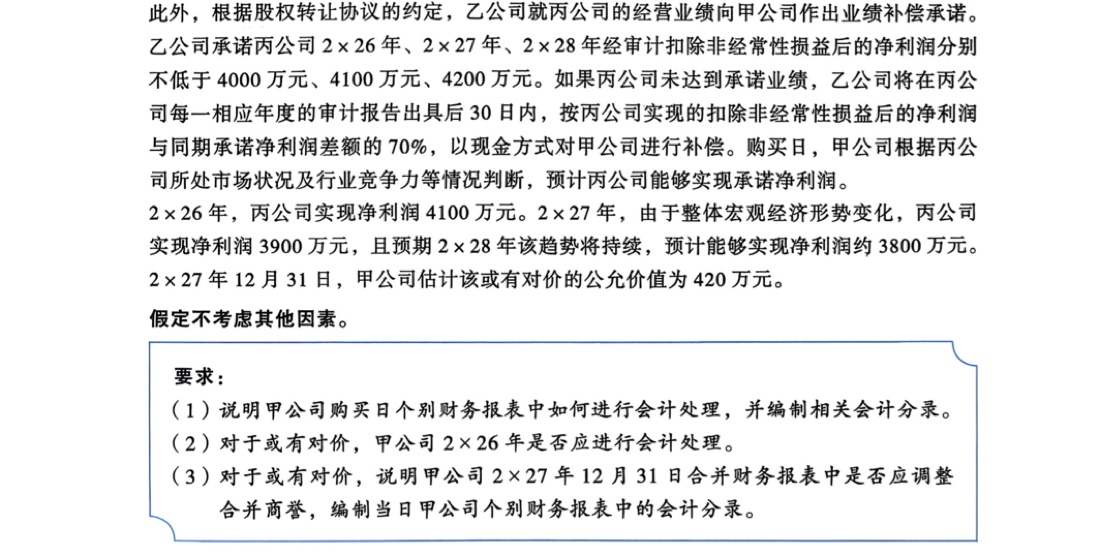 此外，根据股权转让协议的约定，乙公司就丙公司的经营业绩向甲公司作出业绩补偿承诺。
乙公司承诺丙公司2×26年、2×27年、2×28年经审计扣除非经常性损益后的净利润分别
不低于4000万元、4100万元、4200万元。如果丙公司未达到承诺业绩，乙公司将在丙公
司每一相应年度的审计报告出具后30日内，按丙公司实现的扣除非经常性损益后的净利润
与同期承诺净利润差额的70%，以现金方式对甲公司进行补偿。购买日，甲公司根据丙公
司所处市场状况及行业竞争力等情况判断，预计丙公司能够实现承诺净利润。
2×26年，丙公司实现净利润4100万元。2×27年，由于整体宏观经济形势变化，丙公司
实现净利润3900万元，且预期2×28年该趋势将持续，预计能够实现净利润约3800万元。
2×27年12月31日，甲公司估计该或有对价的公允价值为420万元。
假定不考虑其他因素。
要求：
（1）说明甲公司购买日个别财务报表中如何进行会计处理，并编制相关会计分录。
（2）对于或有对价，甲公司2×26年是否应进行会计处理。
（3）对于或有对价，说明甲公司2×27年12月31日合并财务报表中是否应调整
合并商誉，编制当日甲公司个别财务报表中的会计分录。